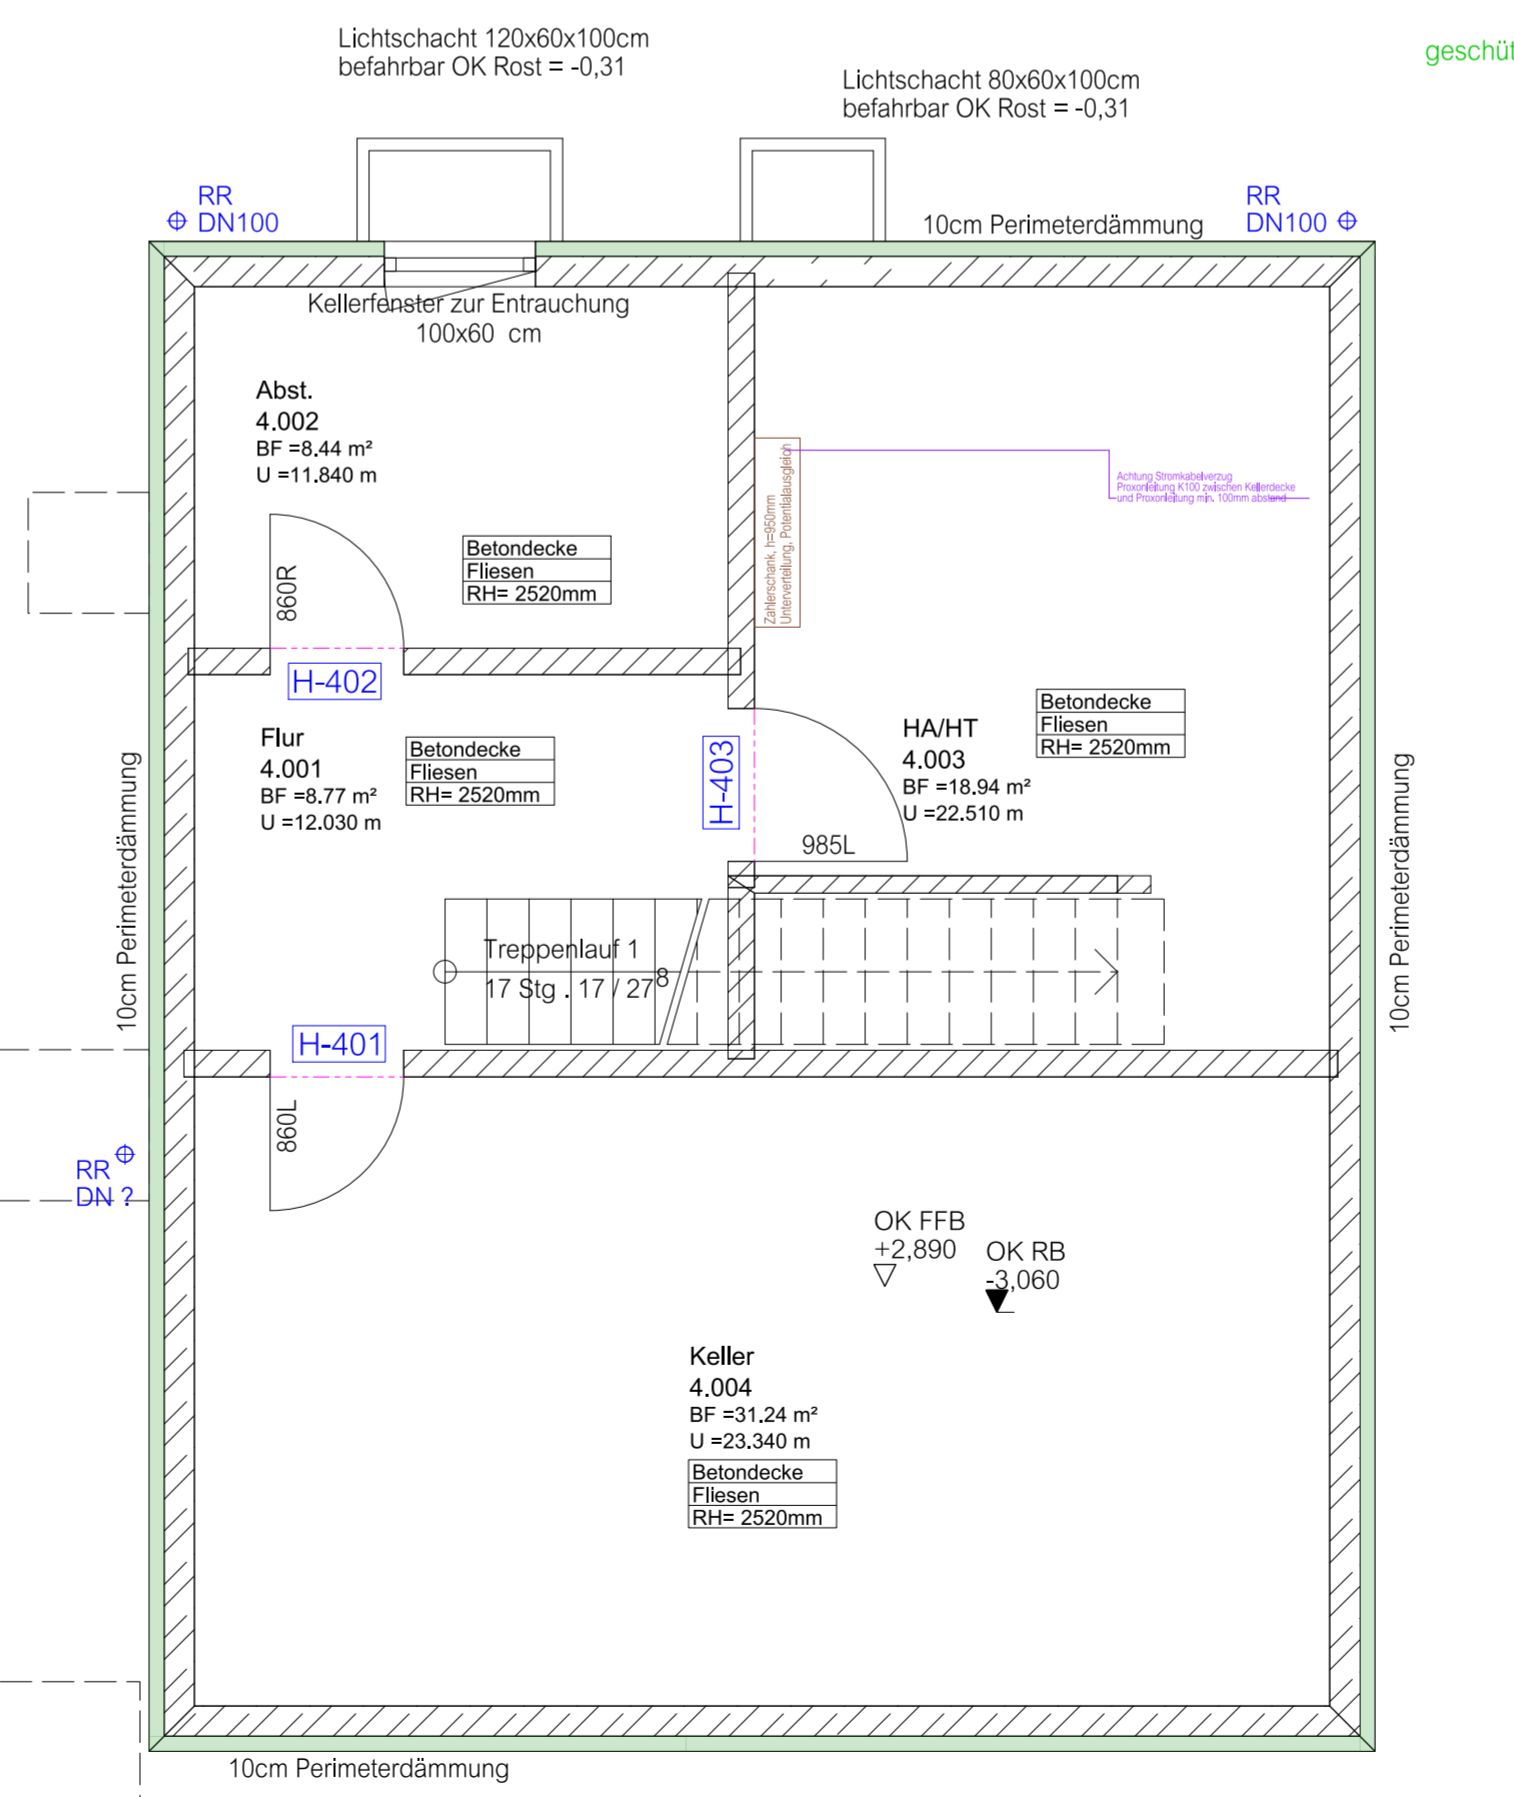 Lichtschacht 120x60x100cm
befahrbar OK Rost = -0,31
geschüt
Lichtschacht 80x60x100cm
befahrbar OK Rost = -0,31
RR
DN100
10cm Perimeterdämmung
RR
DN100
Kellerfenster zur Entrauchung
100x60 cm
Abst.
4.002
BF =8.44 m²
U =11.840 m
Zahlerschank, h=950mm
Unterverteilung, Potentialausgleich
Achtung Stromkabelverzug
Proxonleitung K100 zwischen Kellerdecke
und Proxonleitung min. 100mm abstand
Betondecke
Fliesen
RH= 2520mm
860R
H-402
Betondecke
Fliesen
RH= 2520mm
Flur
4.001
BF =8.77 m²
U =12.030 m
Betondecke
Fliesen
RH= 2520mm
H-403
HA/HT
4.003
BF =18.94 m²
U =22.510 m
985L
10cm Perimeterdämmung
10cm Perimeterdämmung
Treppenlauf 1
17 Stg . 17 / 27⁸
H-401
860L
RR
DN ?
OK FFB
+2,890
OK RB
-3,060
Keller
4.004
BF =31.24 m²
U =23.340 m
Betondecke
Fliesen
RH= 2520mm
10cm Perimeterdämmung